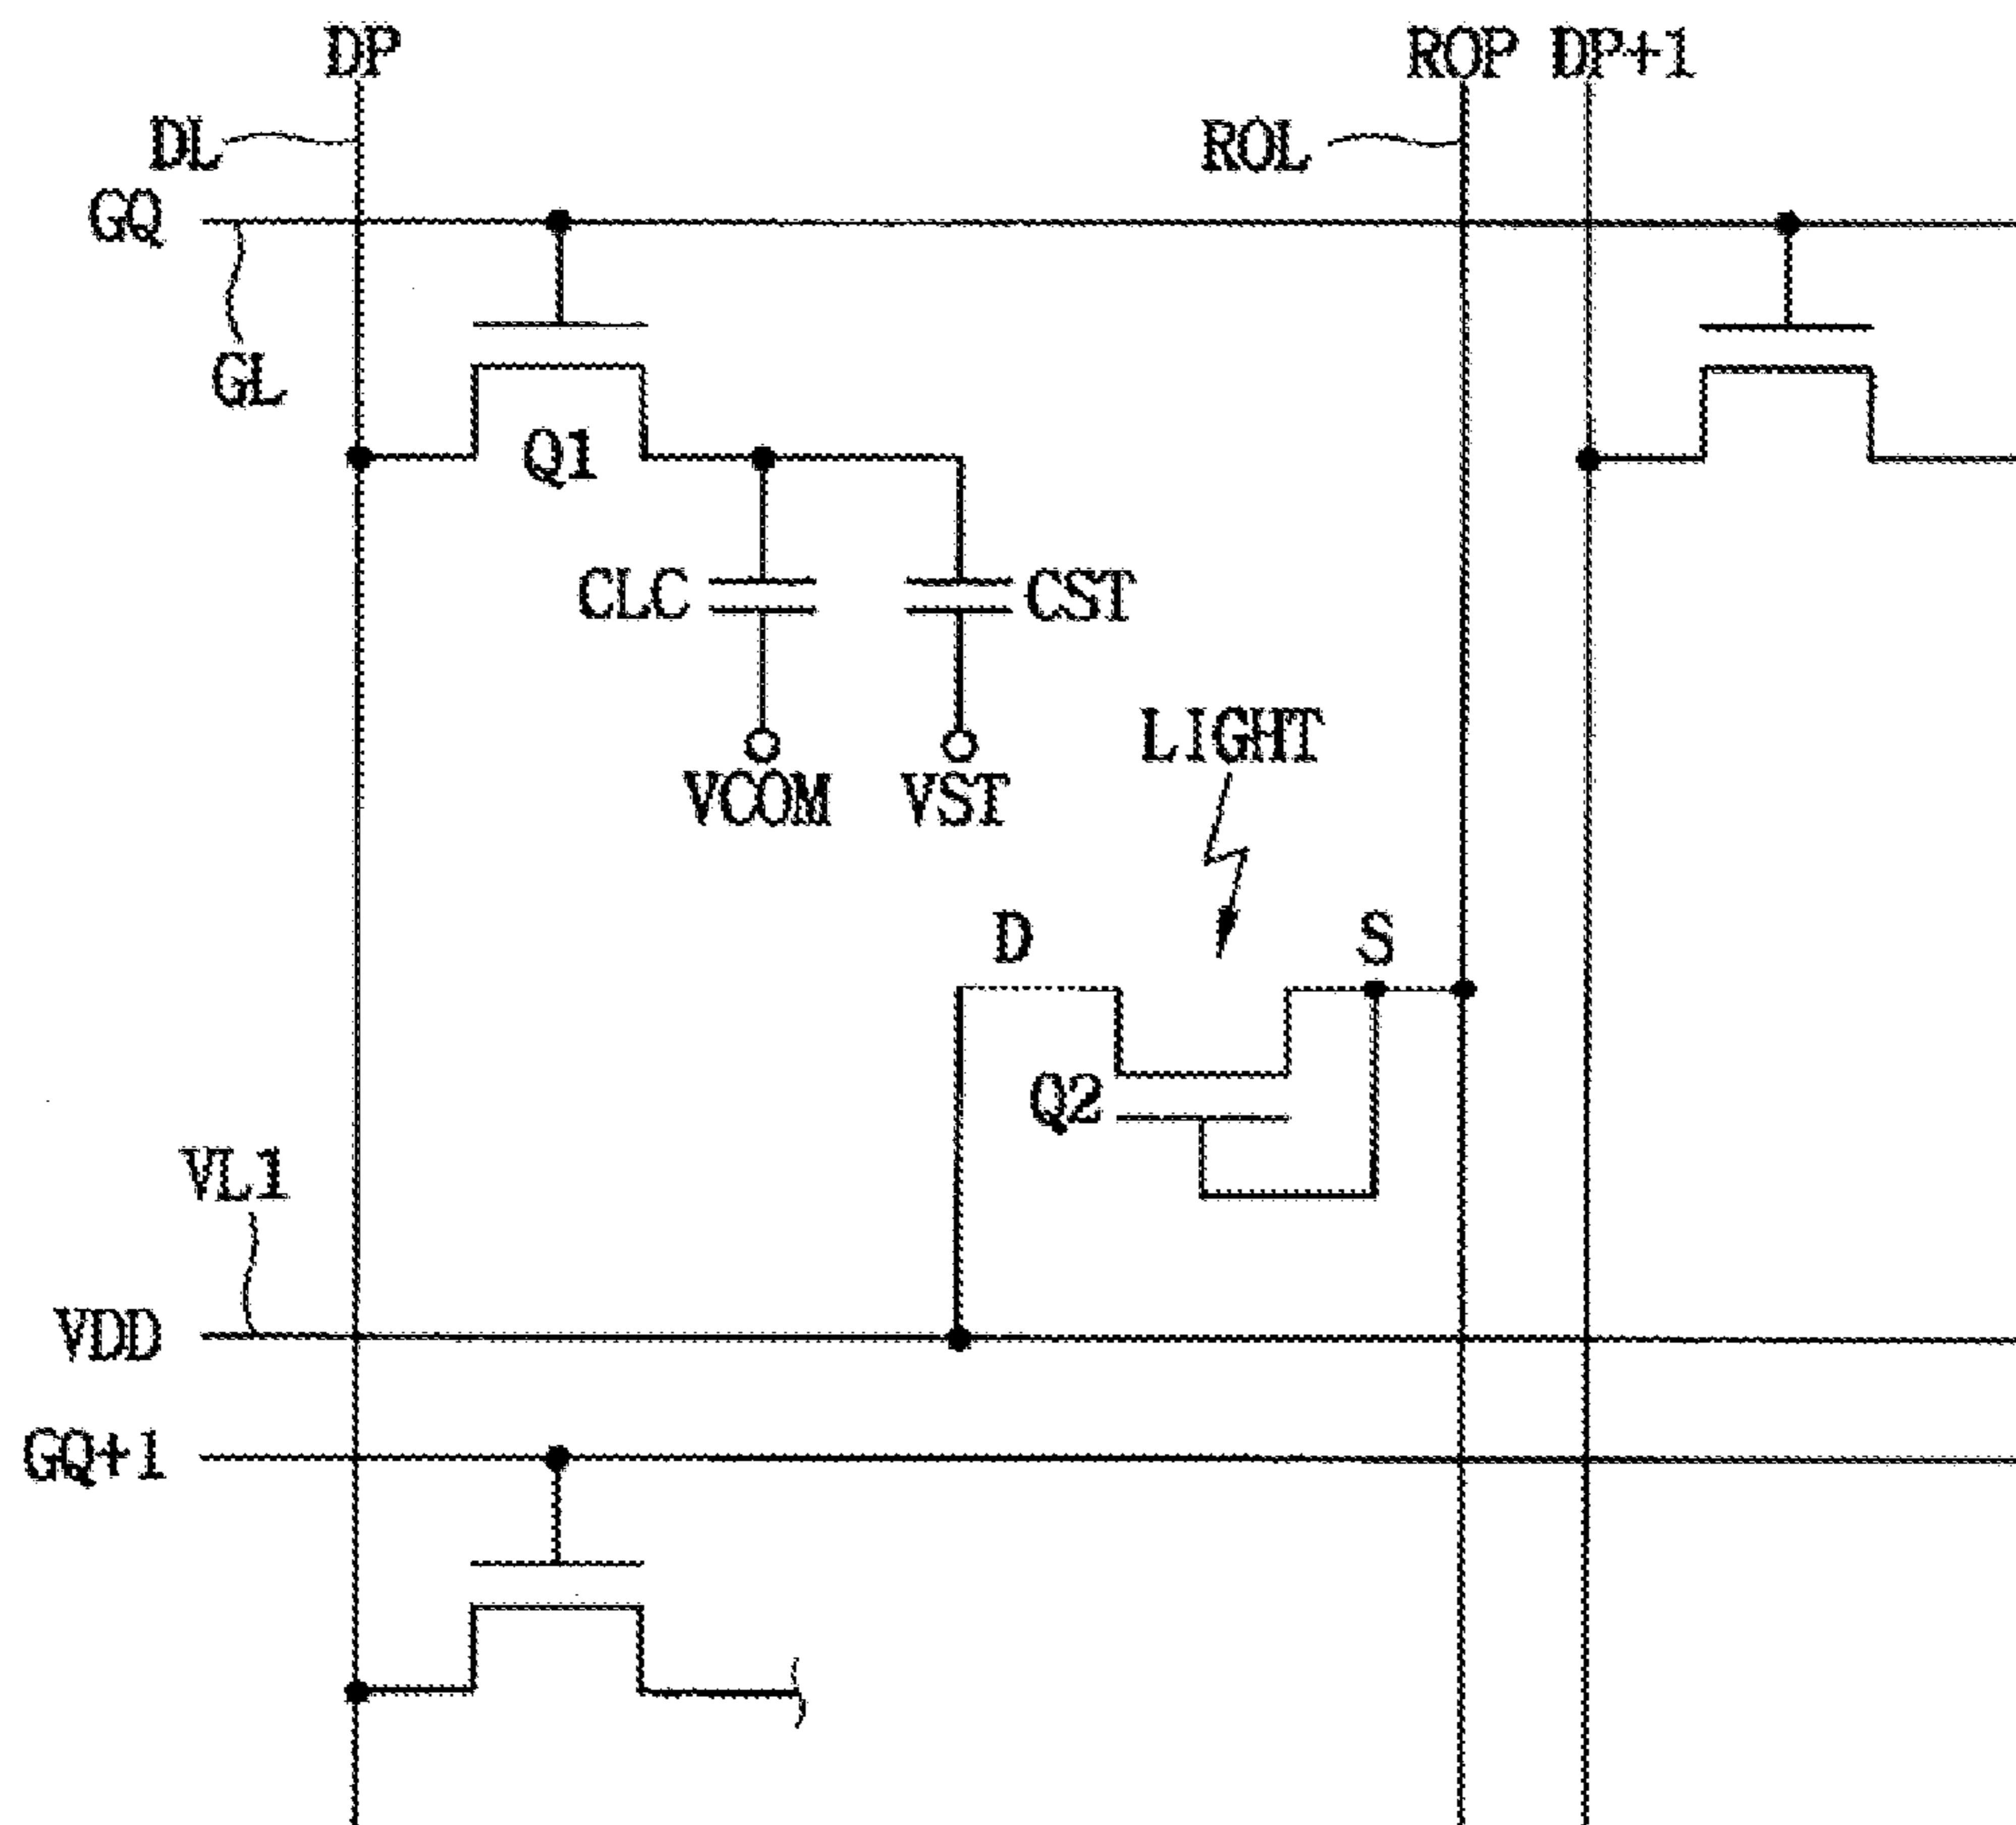 DP
ROP
DP+1
DL
ROL
GQ
GL
Q1
CLC
CST
LIGHT
VCOM
VST
D
S
Q2
VL1
VDD
GQ+1